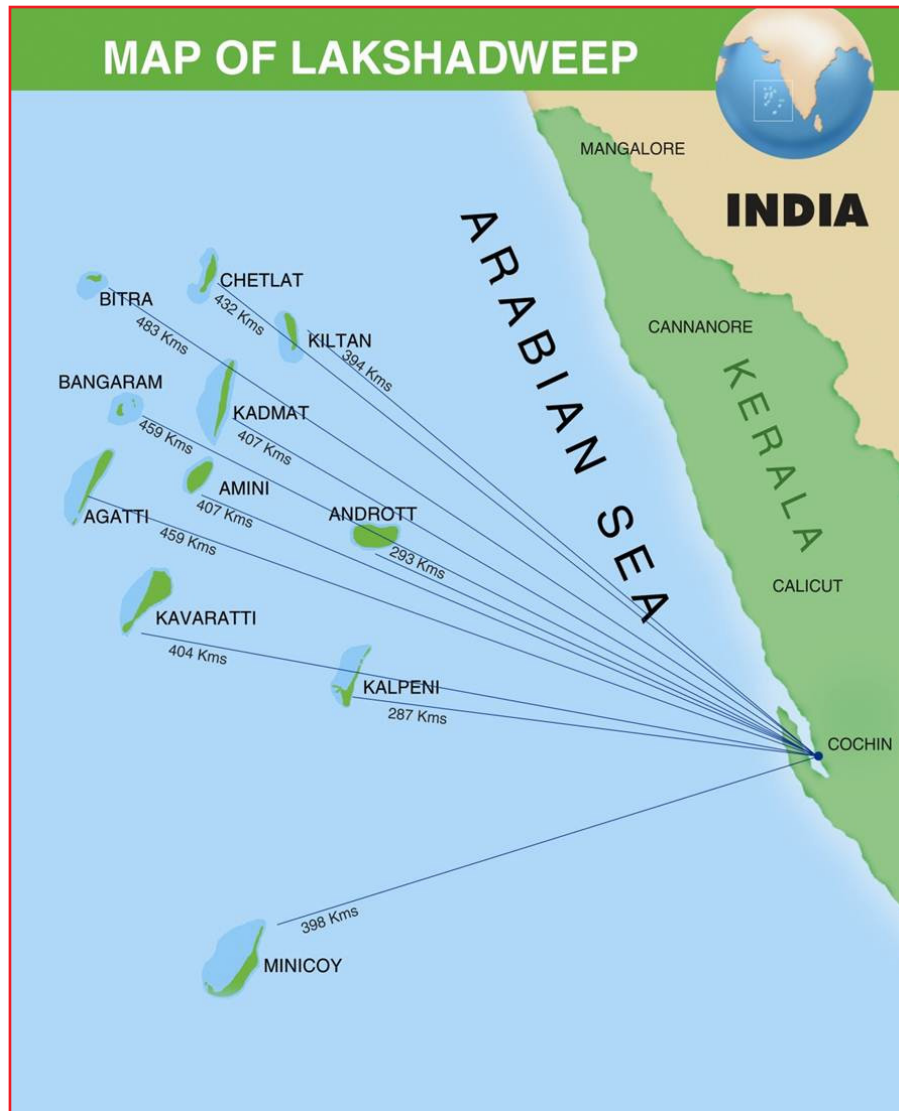 MAP OF LAKSHADWEEP
INDIA
MANGALORE
ARABIAN SEA
CHETLAT
432 Kms
BITRA
483 Kms
KILTAN
394 Kms
CANNANORE
KERALA
BANGARAM
459 Kms
KADMAT
407 Kms
AMINI
407 Kms
AGATTI
459 Kms
ANDROTT
293 Kms
CALICUT
KAVARATTI
404 Kms
KALPENI
287 Kms
COCHIN
398 Kms
MINICOY